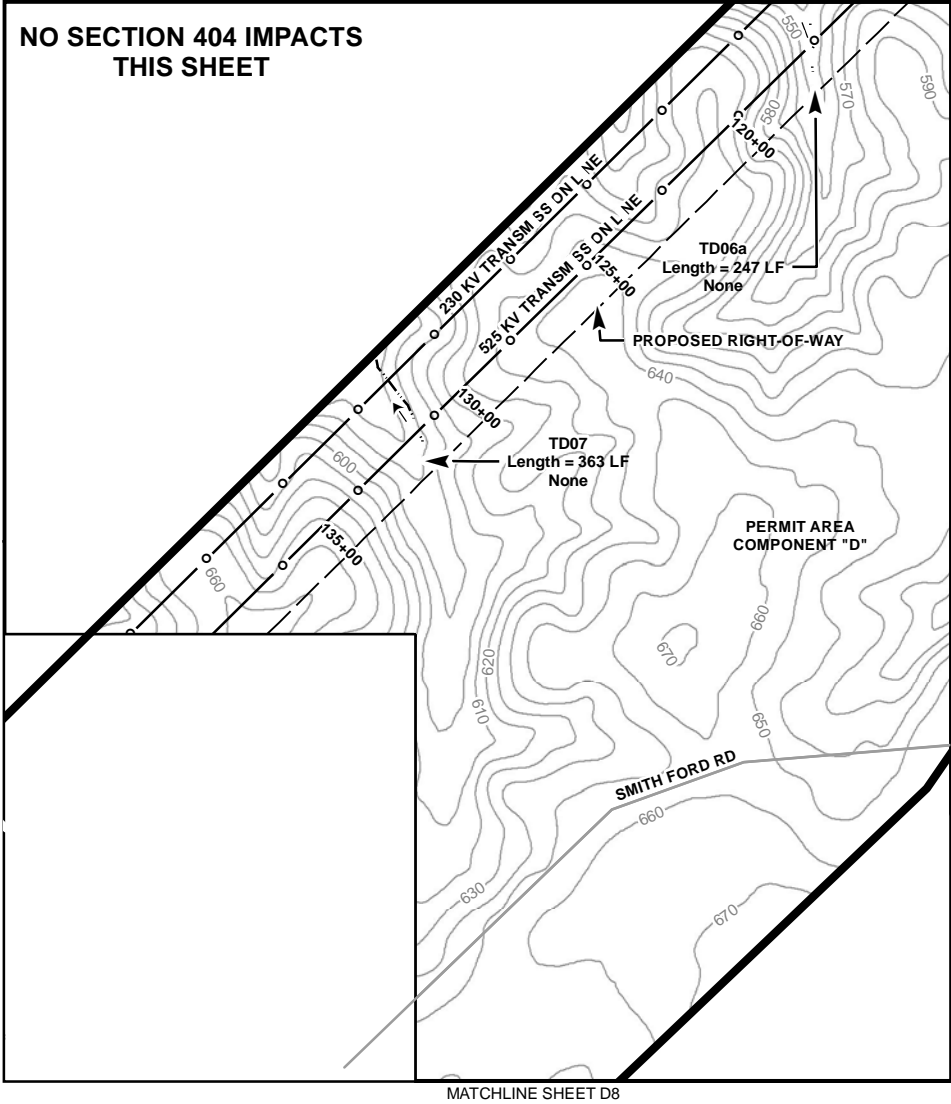 NO SECTION 404 IMPACTS
THIS SHEET
550
590
570
580
120+00
230 KV TRANSM SS ON L NE
525 KV TRANSM SS ON L NE
125+00
TD06a
Length = 247 LF
None
PROPOSED RIGHT-OF-WAY
640
130+00
TD07
Length = 363 LF
None
600
135+00
660
PERMIT AREA
COMPONENT "D"
660
670
620
610
650
SMITH FORD RD
660
630
670
MATCHLINE SHEET D8